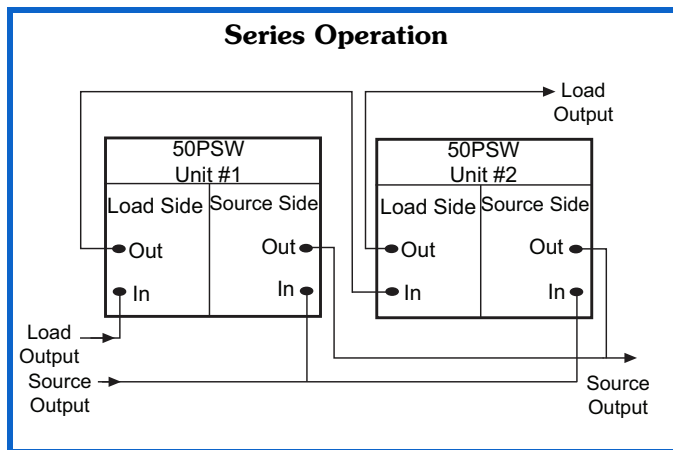 Series Operation
Load
Output
50PSW
Unit #1
Load Side
Source Side
Out
Out
In
In
50PSW
Unit #2
Load Side
Source Side
Out
Out
In
In
Load
Output
Source
Output
Source
Output